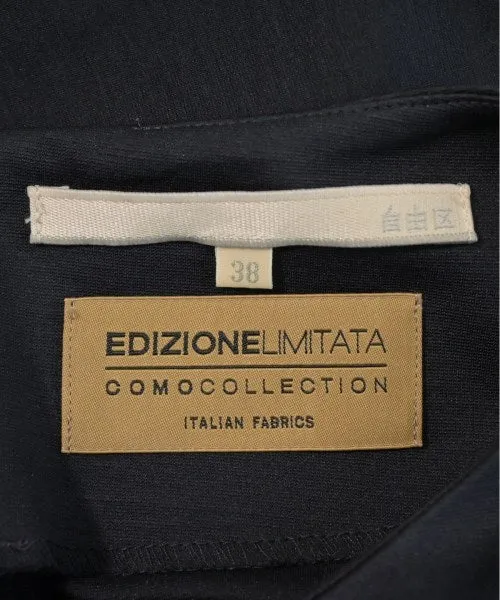 自由区
38
EDIZIONELIMITATA
COMOCOLLECTION
ITALIAN FABRICS